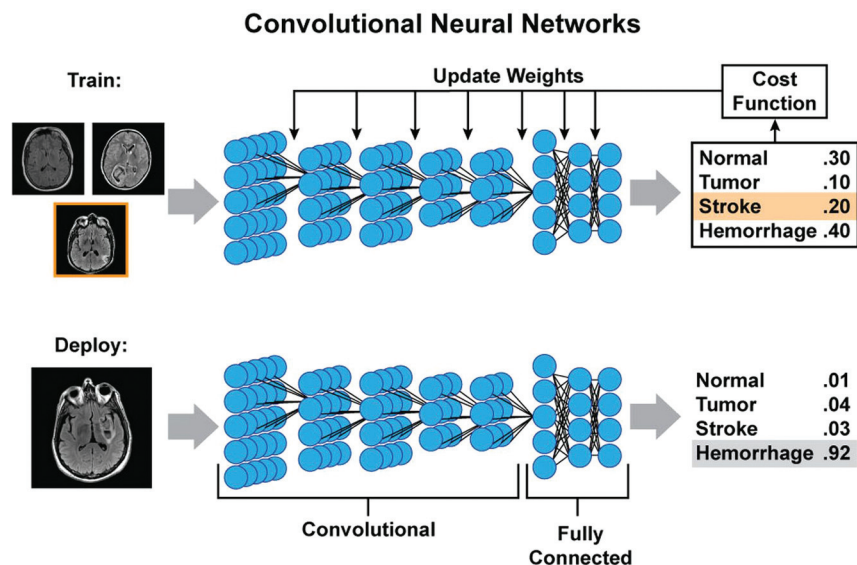 Convolutional Neural Networks
Train:
Update Weights
Cost
Function
Normal .30
Tumor .10
Stroke .20
Hemorrhage .40
Deploy:
Normal .01
Tumor .04
Stroke .03
Hemorrhage .92
Convolutional
Fully
Connected